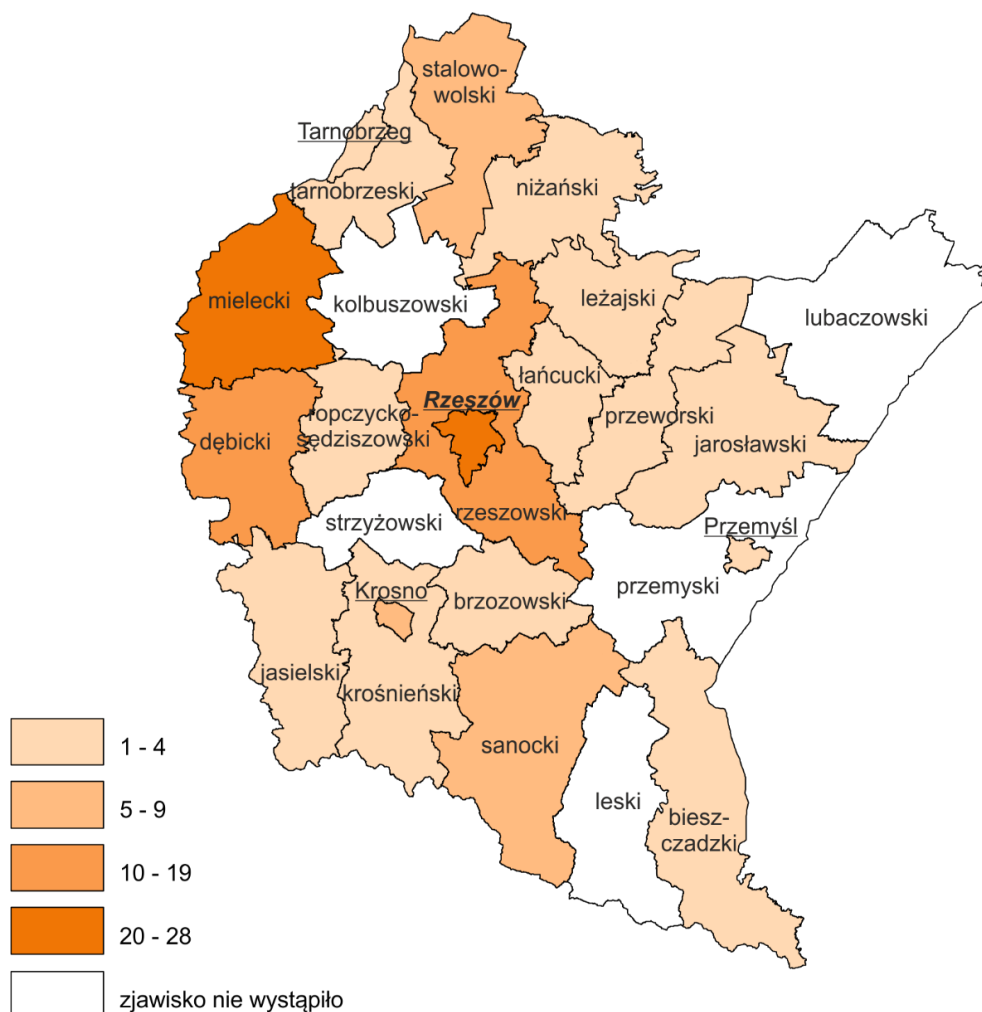 stalowo-
wolski
Tarnobrzeg
tarnobrzeski
niżański
mielecki
kolbuszowski
leżajski
lubaczowski
łańcucki
Rzeszów
ropczycko-
sędziszowski
przeworski
dębicki
jarosławski
rzeszowski
strzyżowski
Przemyśl
przemyski
Krosno
brzozowski
jasielski
krośnieński
sanocki
leski
biesz-
czadzki
1 - 4
5 - 9
10 - 19
20 - 28
zjawisko nie wystąpiło